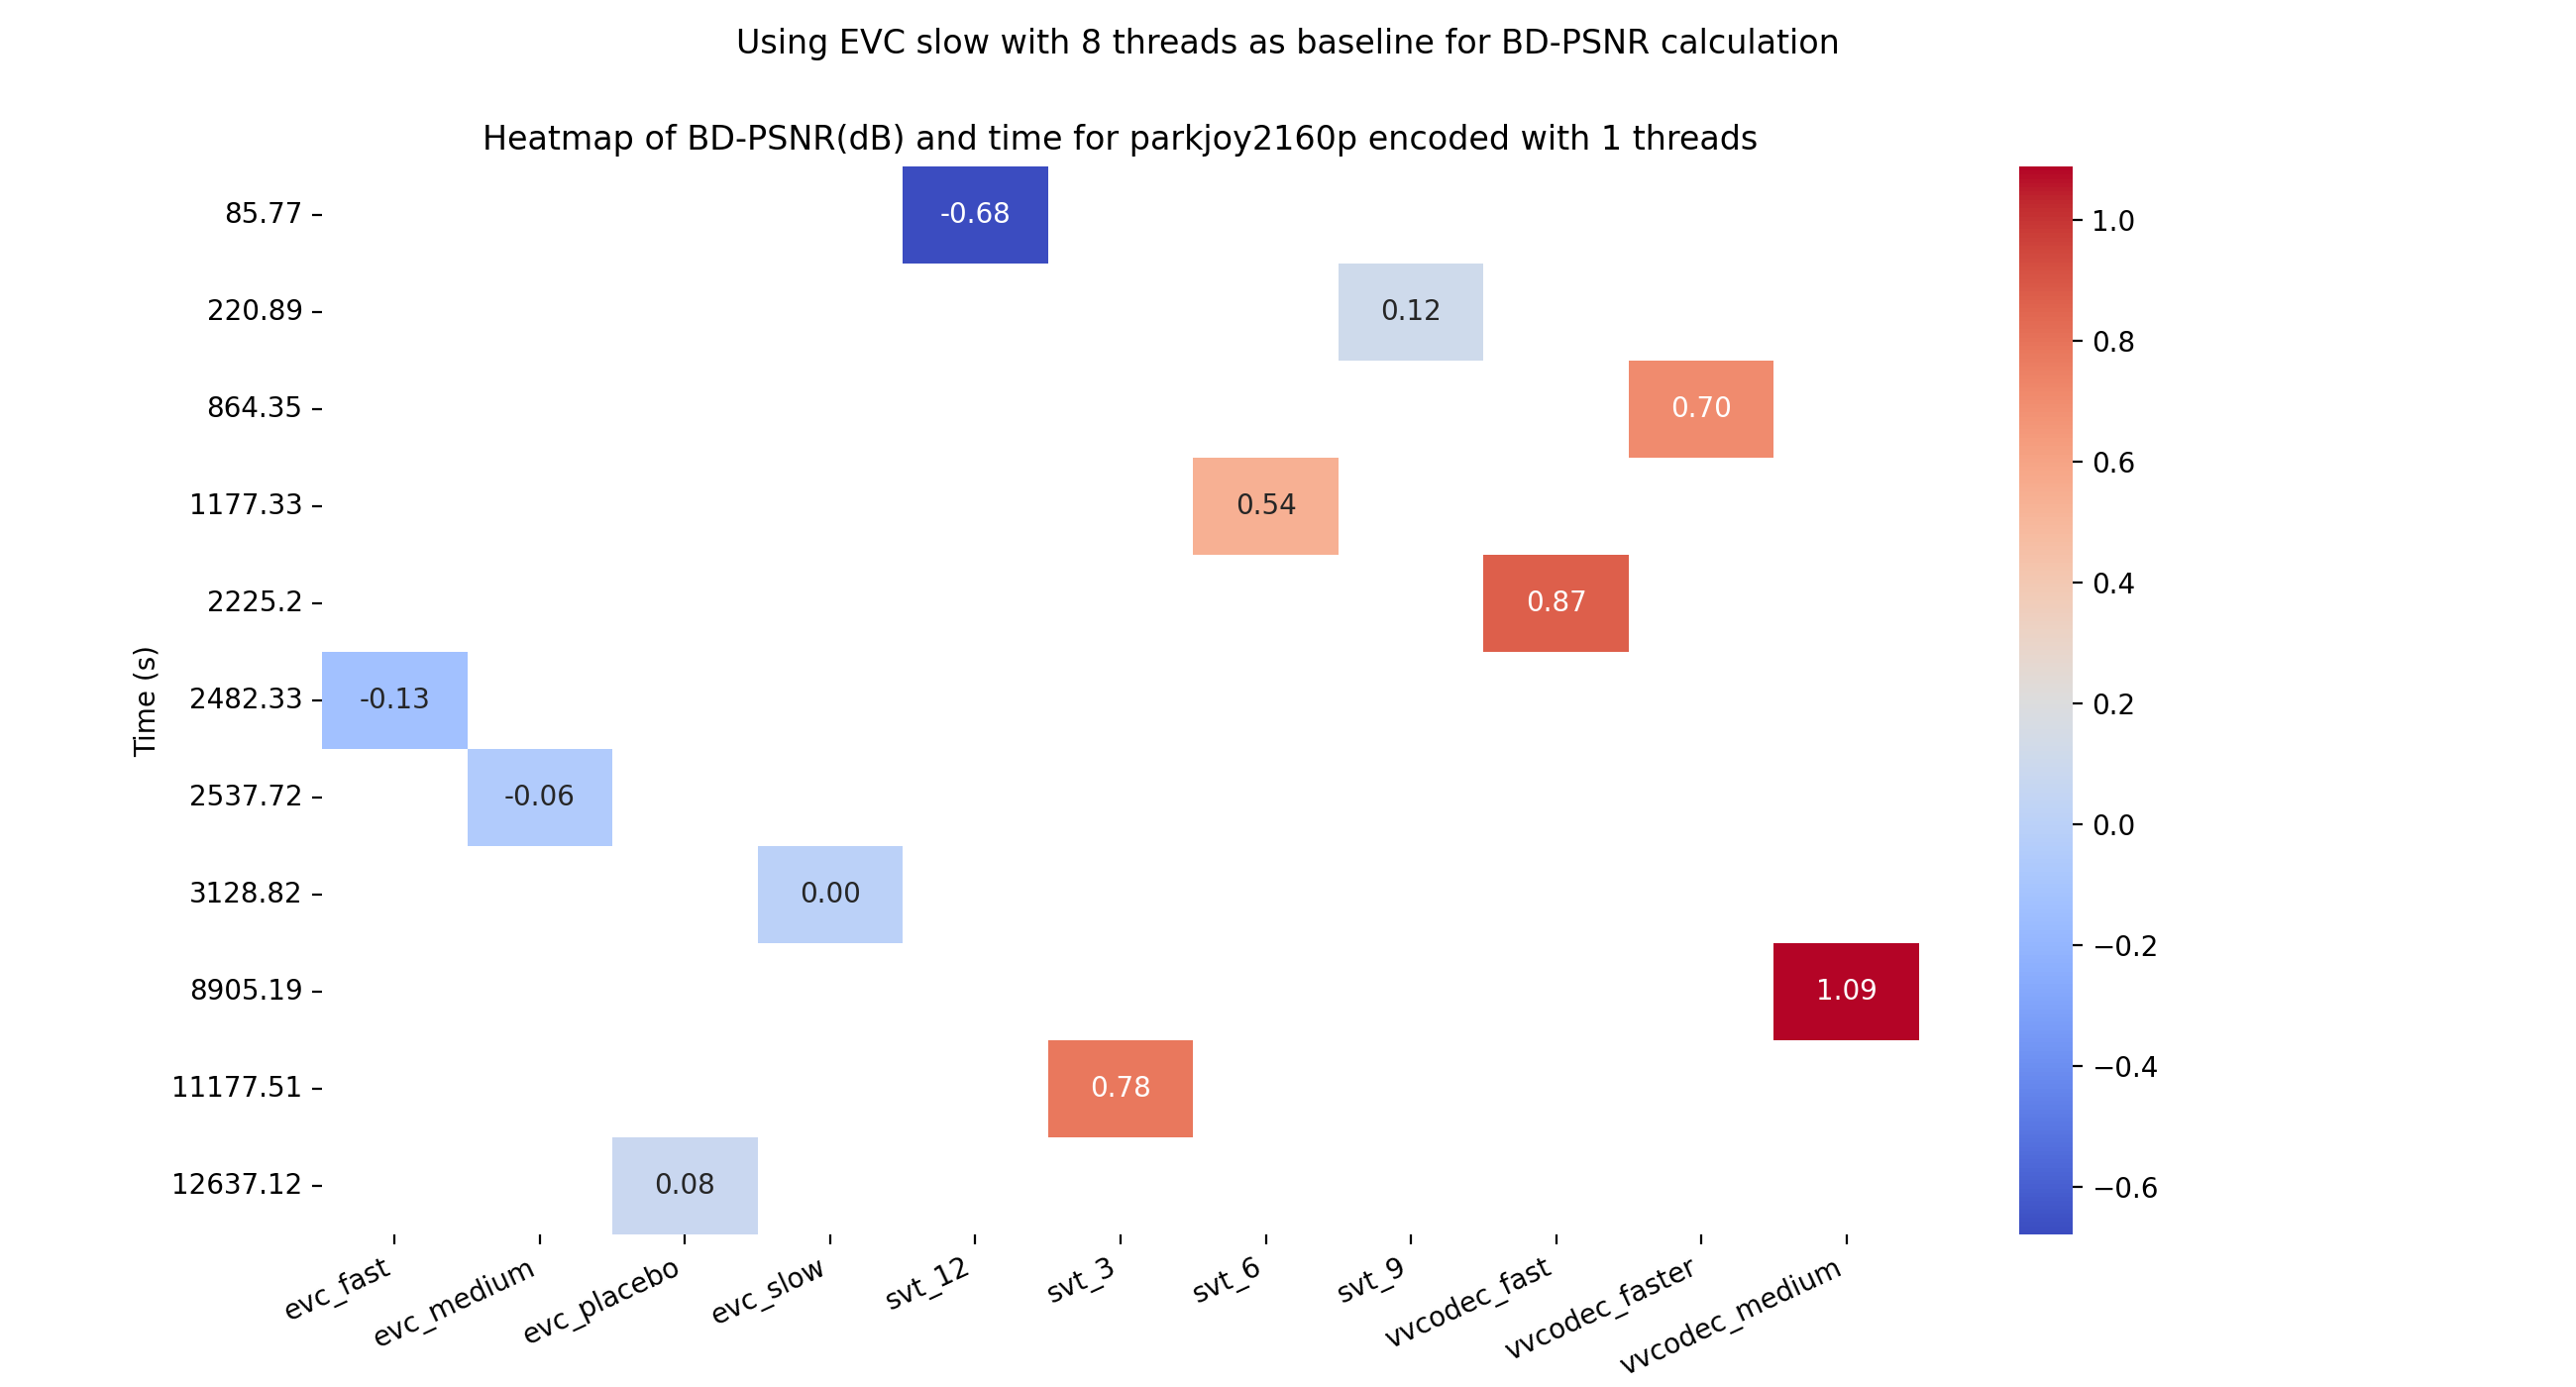 Using EVC slow with 8 threads as baseline for BD-PSNR calculation
Heatmap of BD-PSNR(dB) and time for parkjoy2160p encoded with 1 threads
Time (s)
85.77
-0.68
220.89
0.12
864.35
0.70
1177.33
0.54
2225.2
0.87
2482.33
-0.13
2537.72
-0.06
3128.82
0.00
8905.19
1.09
11177.51
0.78
12637.12
0.08
evc_fast
evc_medium
evc_placebo
evc_slow
svt_12
svt_3
svt_6
svt_9
vvcodec_fast
vvcodec_faster
vvcodec_medium
1.0
0.8
0.6
0.4
0.2
0.0
−0.2
−0.4
−0.6